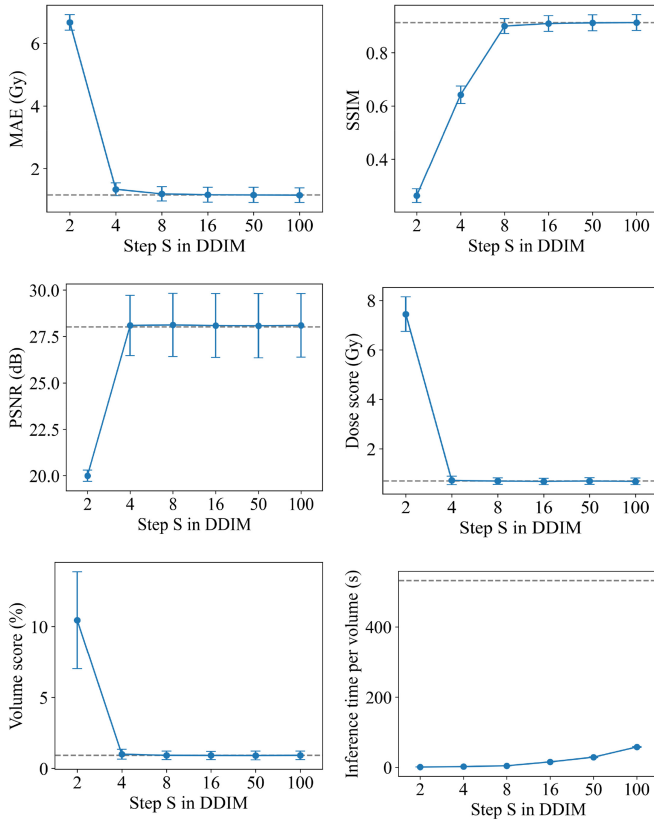 MAE (Gy)
6
4
2
2 4 8 16 50 100
Step S in DDIM
SSIM
0.8
0.6
0.4
2 4 8 16 50 100
Step S in DDIM
PSNR (dB)
30.0
27.5
25.0
22.5
20.0
2 4 8 16 50 100
Step S in DDIM
Dose score (Gy)
8
6
4
2
2 4 8 16 50 100
Step S in DDIM
Volume score (%)
10
5
0
2 4 8 16 50 100
Step S in DDIM
Inference time per volume (s)
400
200
0
2 4 8 16 50 100
Step S in DDIM